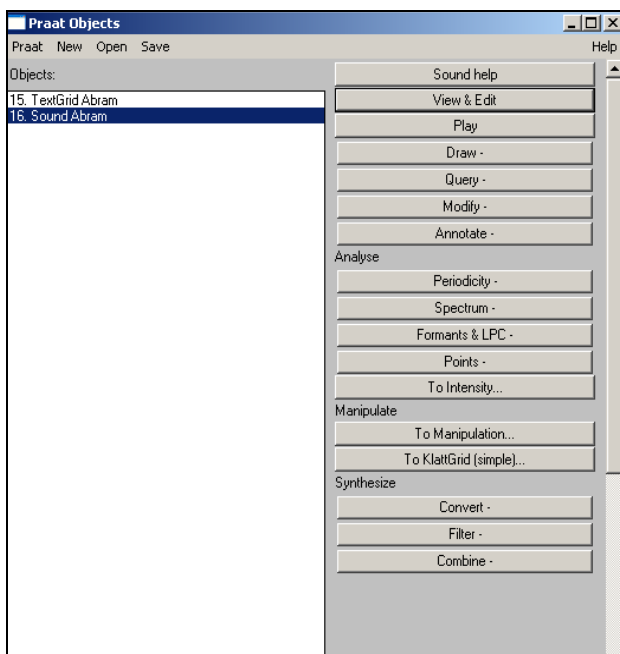 Praat Objects
Praat New Open Save Help
Objects:
15. TextGrid Abram
16. Sound Abram
Sound help
View & Edit
Play
Draw -
Query -
Modify -
Annotate -
Analyse
Periodicity -
Spectrum -
Formants & LPC -
Points -
To Intensity...
Manipulate
To Manipulation...
To KlattGrid (simple)...
Synthesize
Convert -
Filter -
Combine -